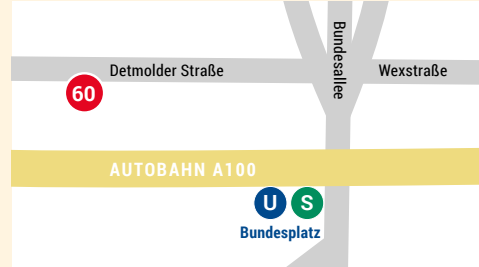 Bundesallee
Detmolder Straße
Wexstraße
60
AUTOBAHN A100
U S
Bundesplatz